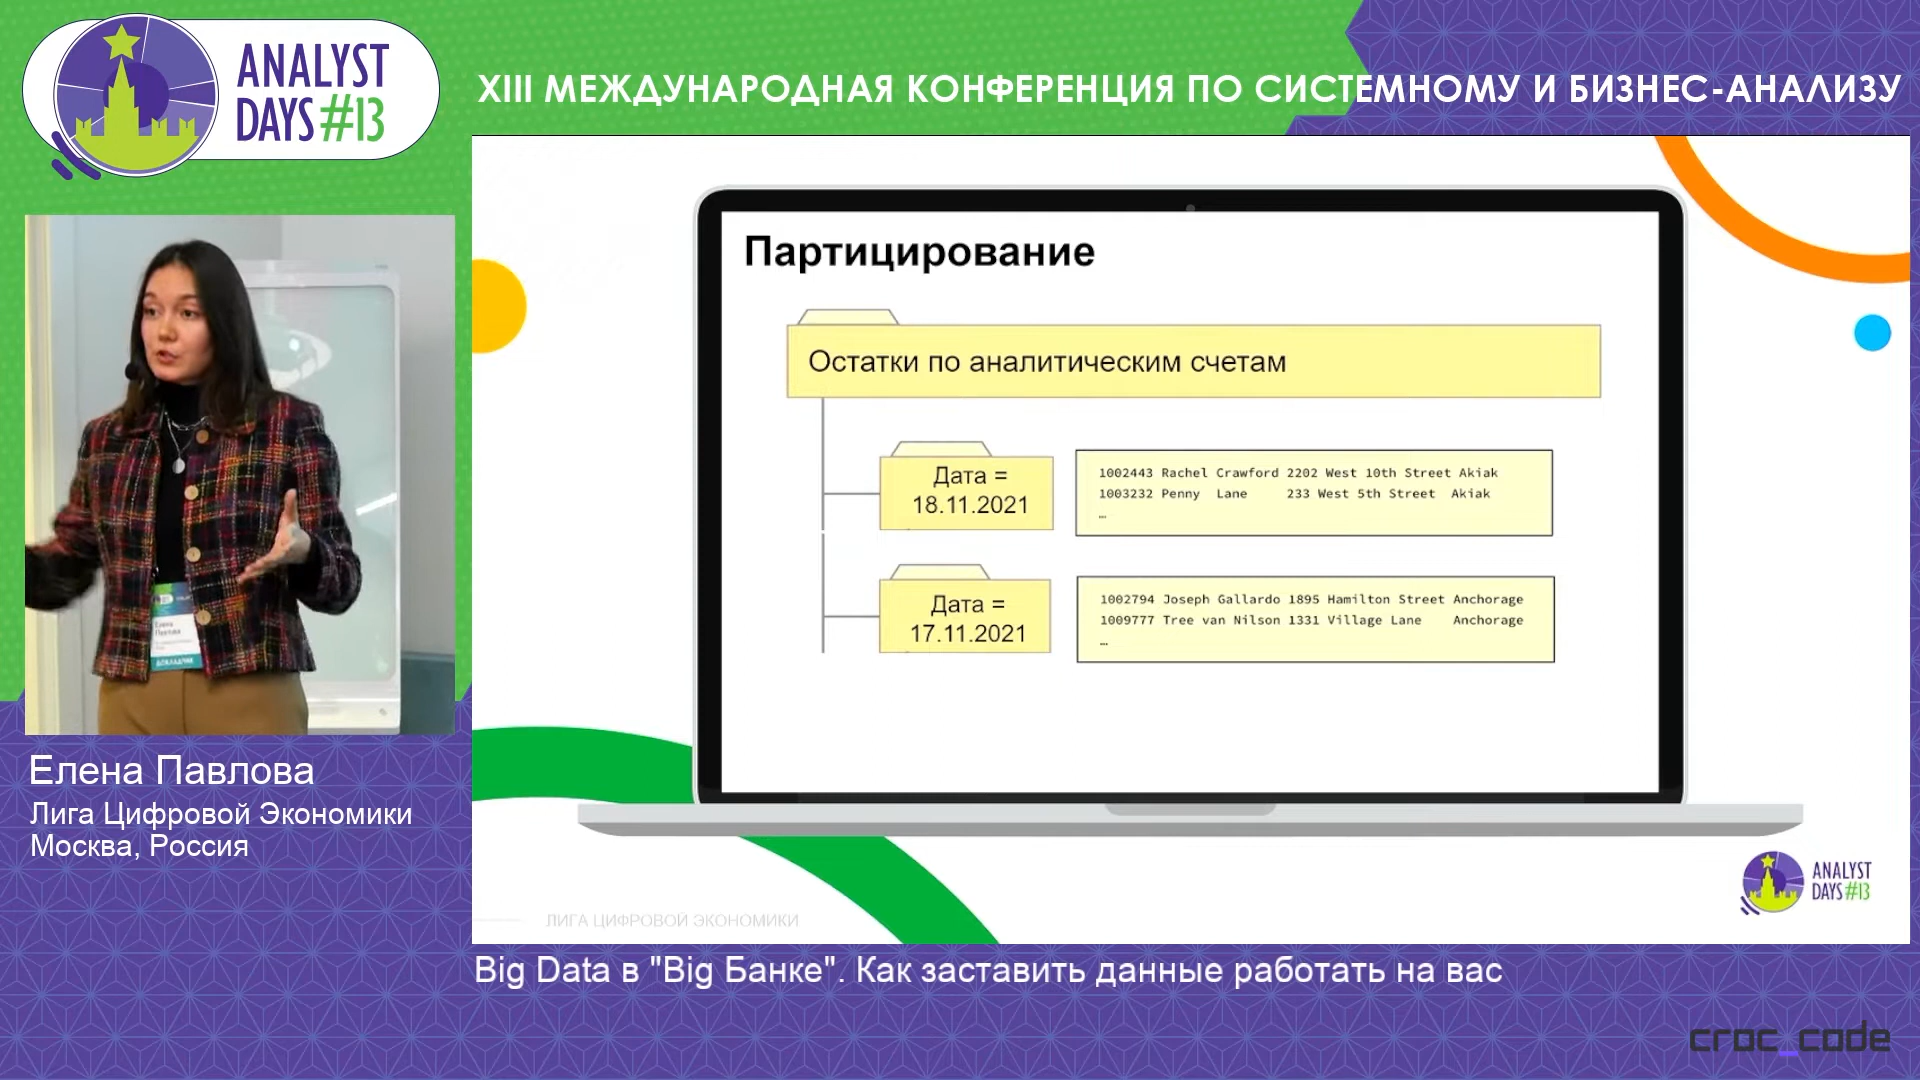 ANALYST
DAYS #13
XIII МЕЖДУНАРОДНАЯ КОНФЕРЕНЦИЯ ПО СИСТЕМНОМУ И БИЗНЕС-АНАЛИЗУ
Партицирование
Остатки по аналитическим счетам
Дата =
18.11.2021
1002443 Rachel Crawford 2202 West 10th Street Akiak
1003232 Penny Lane 233 West 5th Street Akiak
…
Дата =
17.11.2021
1002794 Joseph Gallardo 1895 Hamilton Street Anchorage
1009777 Tree van Nilson 1331 Village Lane Anchorage
…
Елена
Павлова
ДОКЛАДЧИК
Елена Павлова
Лига Цифровой Экономики
Москва, Россия
ANALYST
DAYS #13
ЛИГА ЦИФРОВОЙ ЭКОНОМИКИ
Big Data в "Big Банке". Как заставить данные работать на вас
croc_code